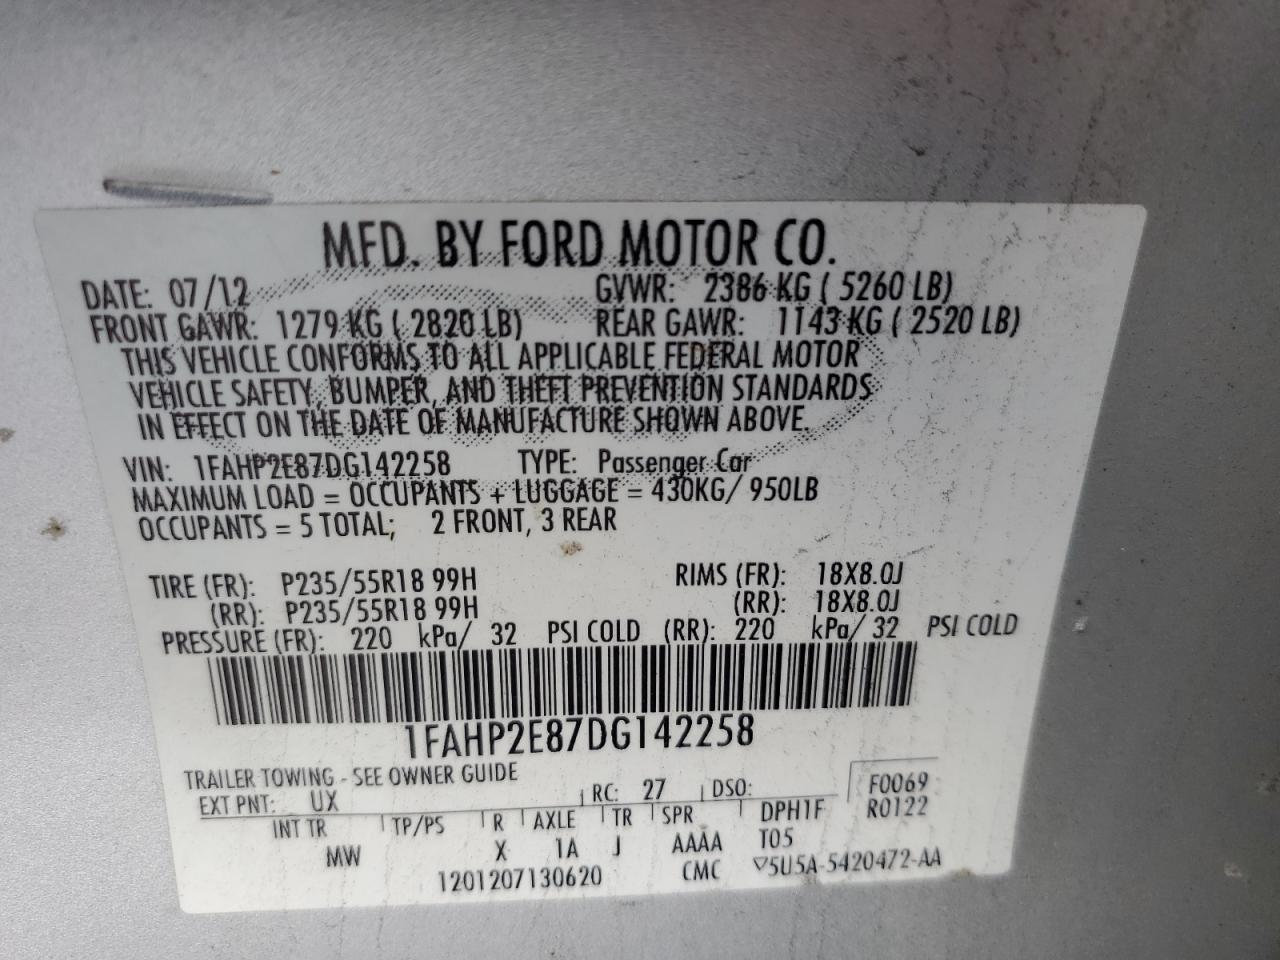 MFD. BY FORD MOTOR CO.
DATE: 07/12 GVWR: 2386 KG ( 5260 LB)
FRONT GAWR: 1279 KG ( 2820 LB) REAR GAWR: 1143 KG ( 2520 LB)
THIS VEHICLE CONFORMS TO ALL APPLICABLE FEDERAL MOTOR
VEHICLE SAFETY, BUMPER, AND THEFT PREVENTION STANDARDS
IN EFFECT ON THE DATE OF MANUFACTURE SHOWN ABOVE.
VIN: 1FAHP2E87DG142258 TYPE: Passenger Car
MAXIMUM LOAD = OCCUPANTS + LUGGAGE = 430KG/ 950LB
OCCUPANTS = 5 TOTAL; 2 FRONT, 3 REAR
TIRE (FR): P235/55R18 99H RIMS (FR): 18X8.0J
(RR): P235/55R18 99H (RR): 18X8.0J
PRESSURE (FR): 220 kPa/ 32 PSI COLD (RR): 220 kPa/ 32 PSI COLD
1FAHP2E87DG142258
TRAILER TOWING - SEE OWNER GUIDE
EXT PNT: UX RC: 27 DSO: F0069
INT TR TP/PS R AXLE TR SPR DPH1F R0122
MW X 1A J AAAA T05
1201207130620 CMC 5U5A-5420472-AA